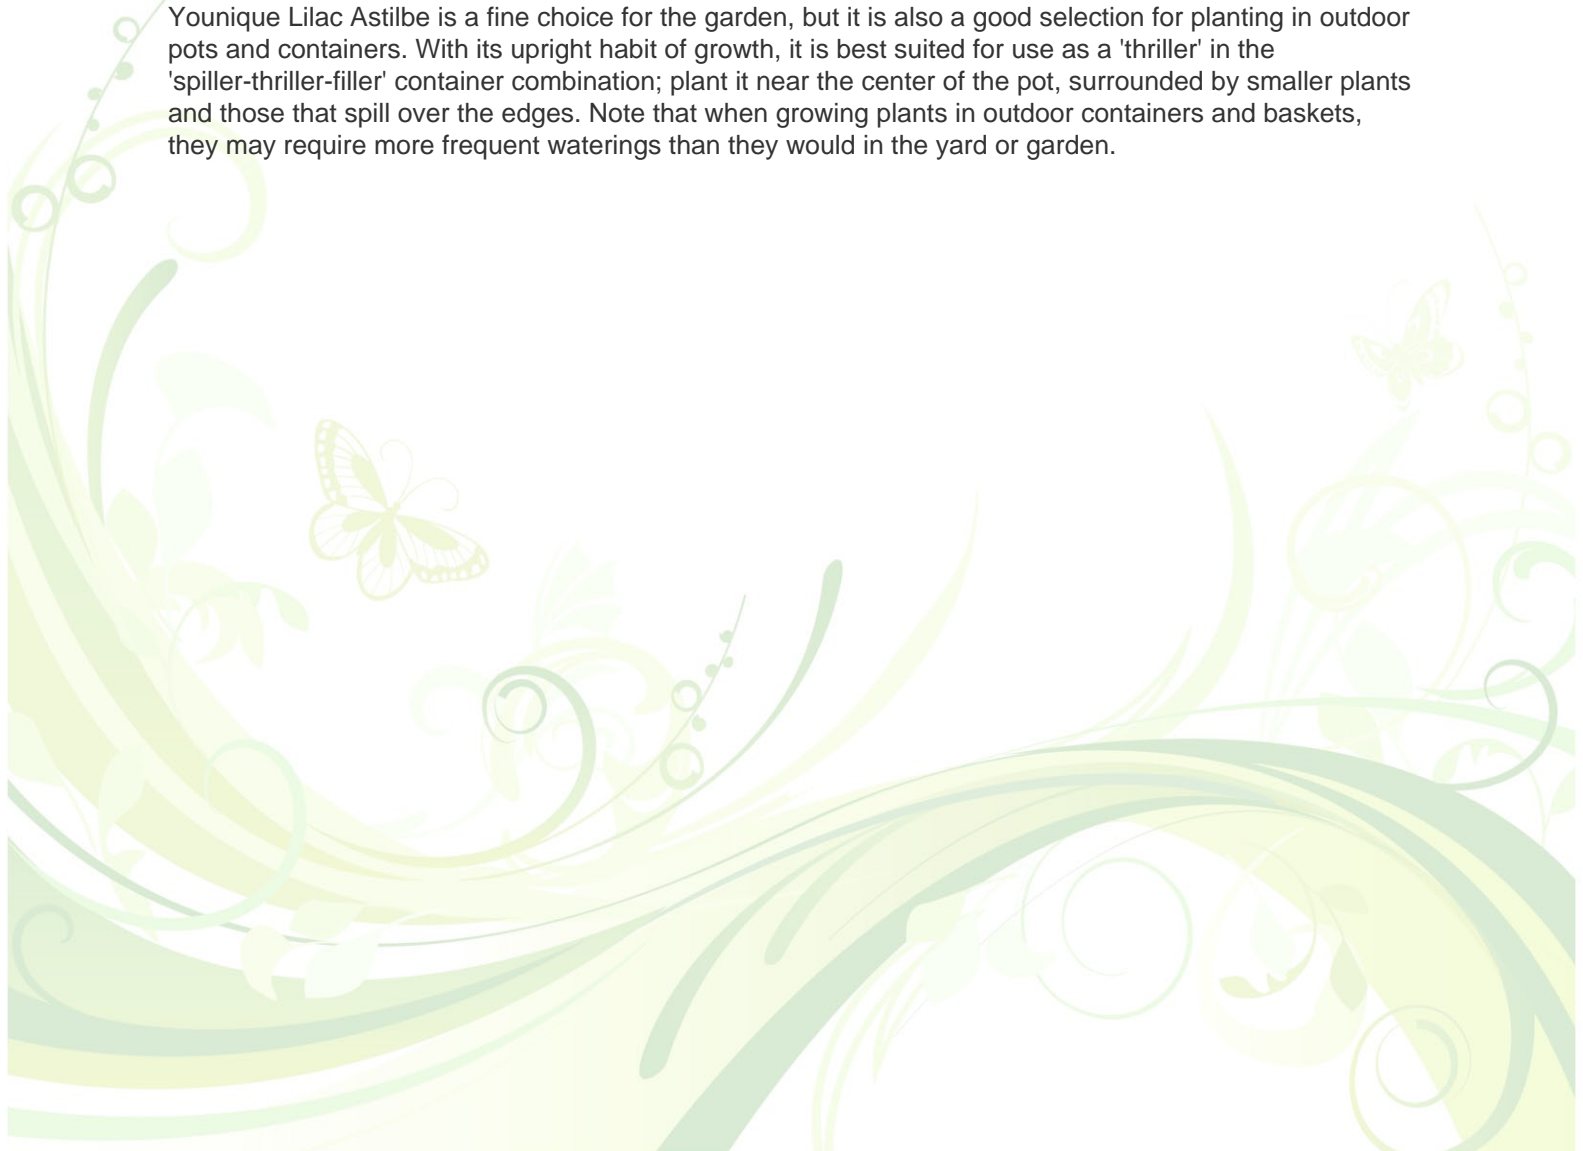 Younique Lilac Astilbe is a fine choice for the garden, but it is also a good selection for planting in outdoor
pots and containers. With its upright habit of growth, it is best suited for use as a 'thriller' in the
'spiller-thriller-filler' container combination; plant it near the center of the pot, surrounded by smaller plants
and those that spill over the edges. Note that when growing plants in outdoor containers and baskets,
they may require more frequent waterings than they would in the yard or garden.